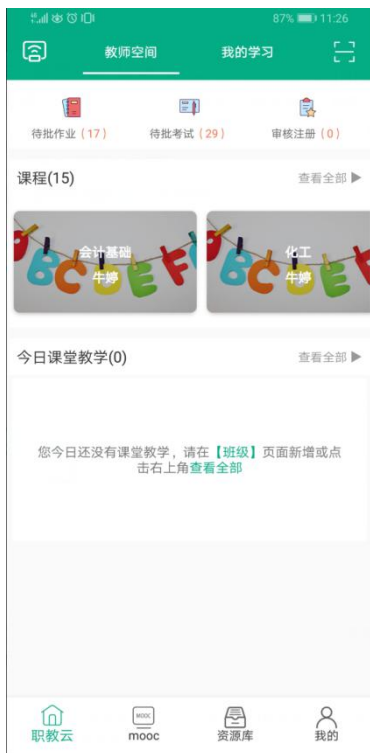 87% 11:26
教师空间 我的学习
待批作业(17) 待批考试(29) 审核注册(0)
课程(15) 查看全部▶
会计基础 化工
牛婷 牛婷
今日课堂教学(0) 查看全部▶
您今日还没有课堂教学，请在【班级】页面新增或点
击右上角查看全部
MOOC
职教云 mooc 资源库 我的